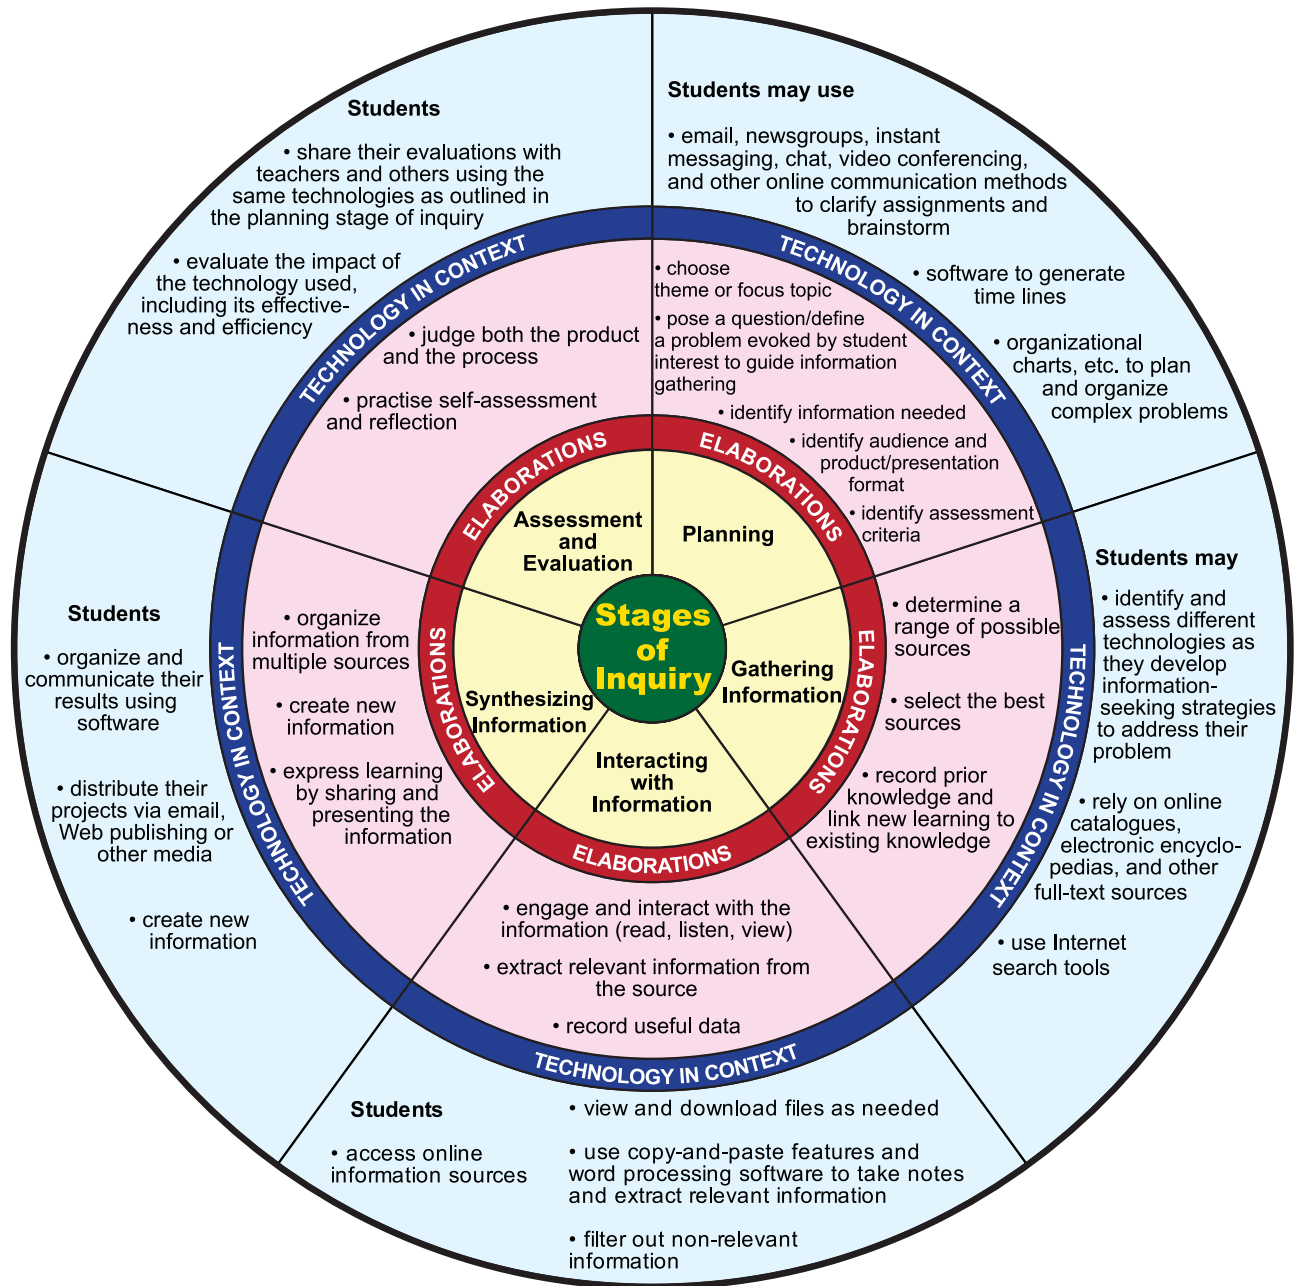 Stages
of
Inquiry
Planning
ELABORATIONS
• choose
theme or focus topic
• pose a question/define
a problem evoked by student
interest to guide information
gathering
• identify information needed
• identify audience and
product/presentation
format
• identify assessment
criteria
TECHNOLOGY IN CONTEXT
Students may use
• email, newsgroups, instant
messaging, chat, video conferencing,
and other online communication methods
to clarify assignments and
brainstorm
• software to generate
time lines
• organizational
charts, etc. to plan
and organize
complex problems
Gathering
Information
ELABORATIONS
• determine a
range of possible
sources
• select the best
sources
• record prior
knowledge and
link new learning to
existing knowledge
TECHNOLOGY IN CONTEXT
Students may
• identify and
assess different
technologies as
they develop
information-
seeking strategies
to address their
problem
• rely on online
catalogues,
electronic encyclo-
pedias, and other
full-text sources
• use Internet
search tools
Interacting
with
Information
ELABORATIONS
• engage and interact with the
information (read, listen, view)
• extract relevant information from
the source
• record useful data
TECHNOLOGY IN CONTEXT
Students
• access online
information sources
• view and download files as needed
• use copy-and-paste features and
word processing software to take notes
and extract relevant information
• filter out non-relevant
information
Synthesizing
Information
ELABORATIONS
• organize
information from
multiple sources
• create new
information
• express learning
by sharing and
presenting the
information
TECHNOLOGY IN CONTEXT
Students
• organize and
communicate their
results using
software
• distribute their
projects via email,
Web publishing or
other media
• create new
information
Assessment
and
Evaluation
ELABORATIONS
• judge both the product
and the process
• practise self-assessment
and reflection
TECHNOLOGY IN CONTEXT
Students
• share their evaluations with
teachers and others using the
same technologies as outlined in
the planning stage of inquiry
• evaluate the impact of
the technology used,
including its effective-
ness and efficiency